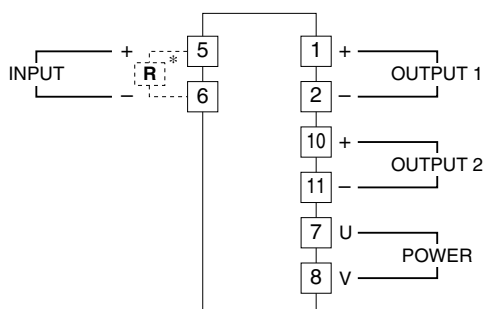 + 5 1 +
INPUT R * OUTPUT 1
– 6 2 –
10 +
OUTPUT 2
11 –
7 U
POWER
8 V